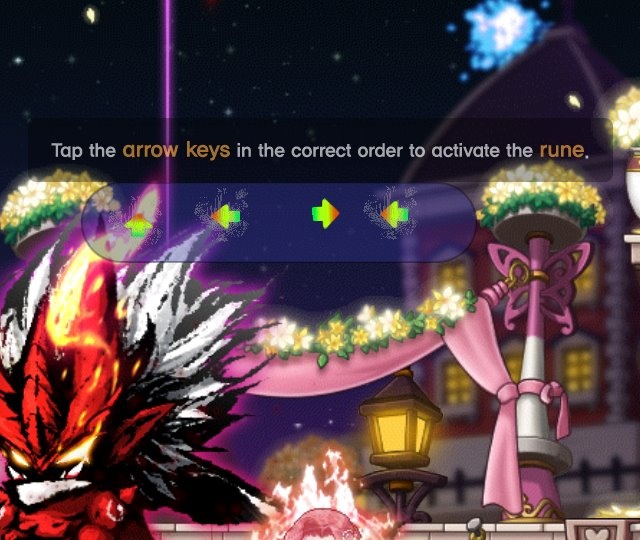 Tap the arrow keys in the correct order to activate the rune.